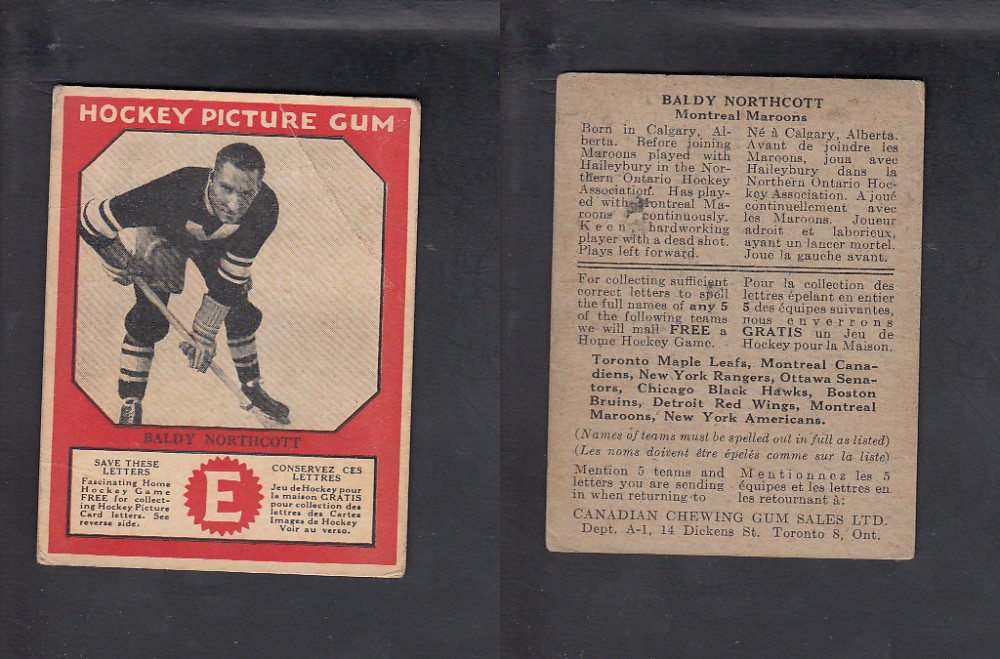 HOCKEY PICTURE GUM
BALDY NORTHCOTT
SAVE THESE
LETTERS
Fascinating Home
Hockey Game
FREE for collect-
ing Hockey Picture
Card letters. See
reverse side.
E
CONSERVEZ CES
LETTRES
Jeu de Hockey pour
la maison GRATIS
pour collection des
lettres des Cartes
Images de Hockey
Voir au verso.
BALDY NORTHCOTT
Montreal Maroons
Born in Calgary, Al-
berta. Before joining
Maroons played with
Haileybury in the Nor-
thern Ontario Hockey
Association. Has play-
ed with Montreal Ma-
roons continuously.
Keen, hardworking
player with a dead shot.
Plays left forward.
Né à Calgary, Alberta.
Avant de joindre les
Maroons, joua avec
Haileybury dans la
Northern Ontario Hoc-
key Association. A joué
continuellement avec
les Maroons. Joueur
adroit et laborieux,
ayant un lancer mortel.
Joue la gauche avant.
For collecting sufficient
correct letters to spell
the full names of any 5
of the following teams
we will mail FREE a
Home Hockey Game.
Pour la collection des
lettres épelant en entier
5 des équipes suivantes,
nous enverrons
GRATIS un Jeu de
Hockey pour la Maison.
Toronto Maple Leafs, Montreal Cana-
diens, New York Rangers, Ottawa Sena-
tors, Chicago Black Hawks, Boston
Bruins, Detroit Red Wings, Montreal
Maroons, New York Americans.
(Names of teams must be spelled out in full as listed)
(Les noms doivent être épelés comme sur la liste)
Mention 5 teams and
letters you are sending
in when returning to
Mentionnez les 5
équipes et les lettres en
les retournant à:
CANADIAN CHEWING GUM SALES LTD.
Dept. A-1, 14 Dickens St. Toronto 8, Ont.